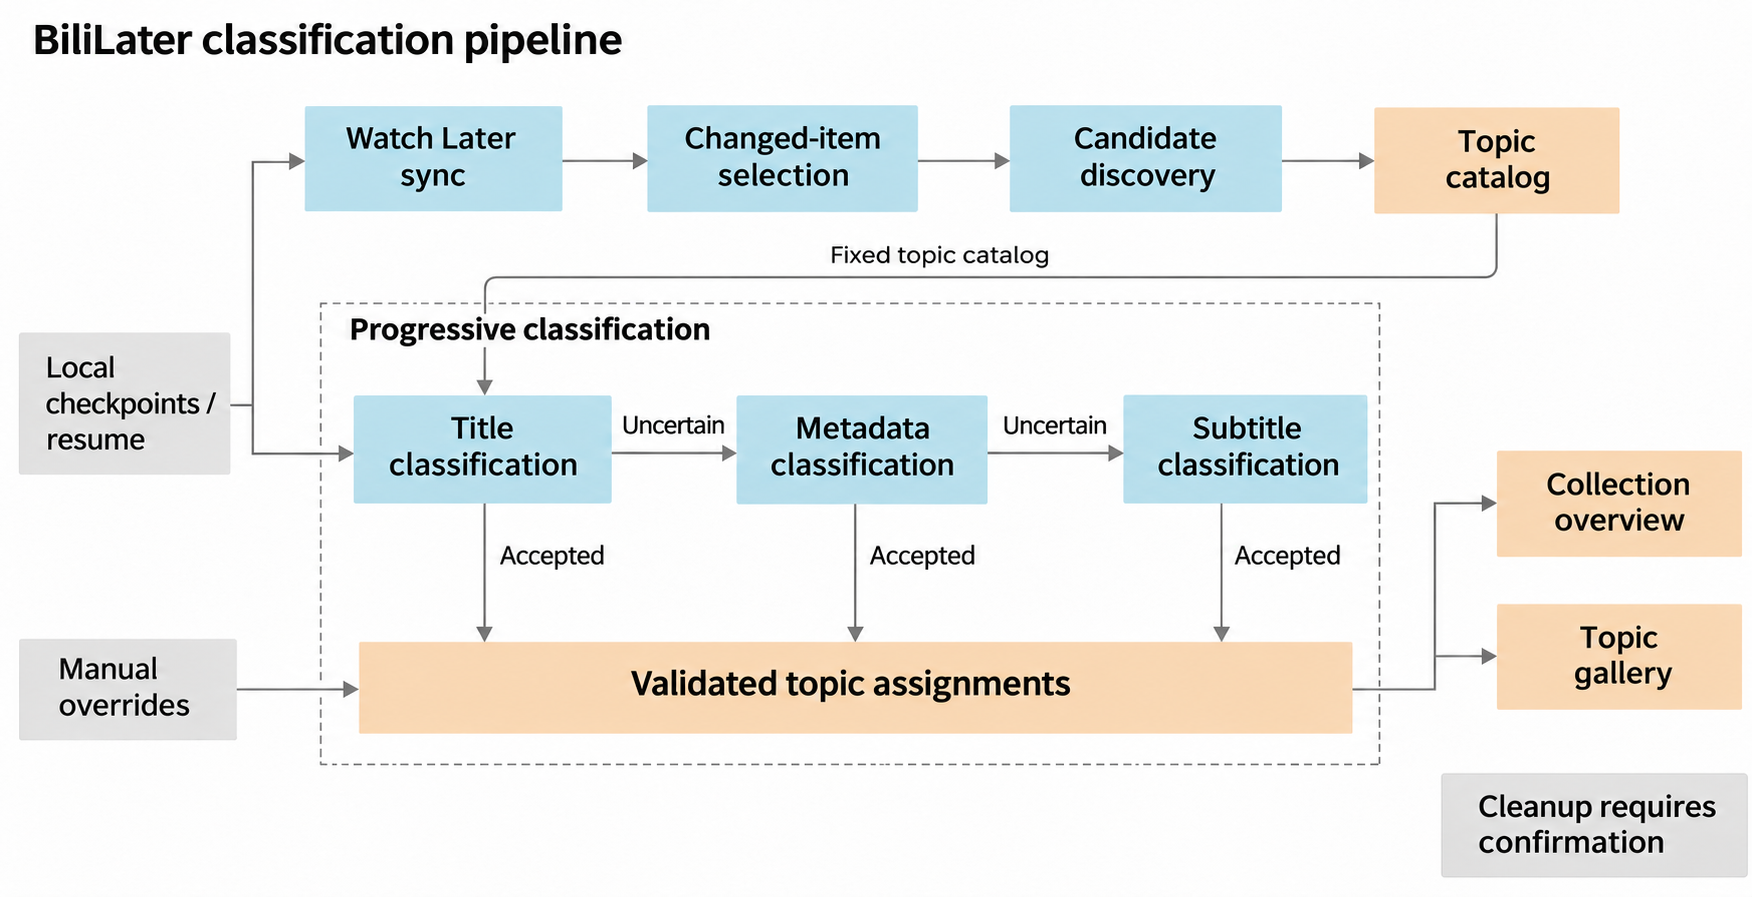 BiliLater classification pipeline
Watch Later
sync
Changed-item
selection
Candidate
discovery
Topic
catalog
Fixed topic catalog
Progressive classification
Local
checkpoints /
resume
Title
classification
Uncertain
Metadata
classification
Uncertain
Subtitle
classification
Accepted
Accepted
Accepted
Collection
overview
Manual
overrides
Validated topic assignments
Topic
gallery
Cleanup requires
confirmation